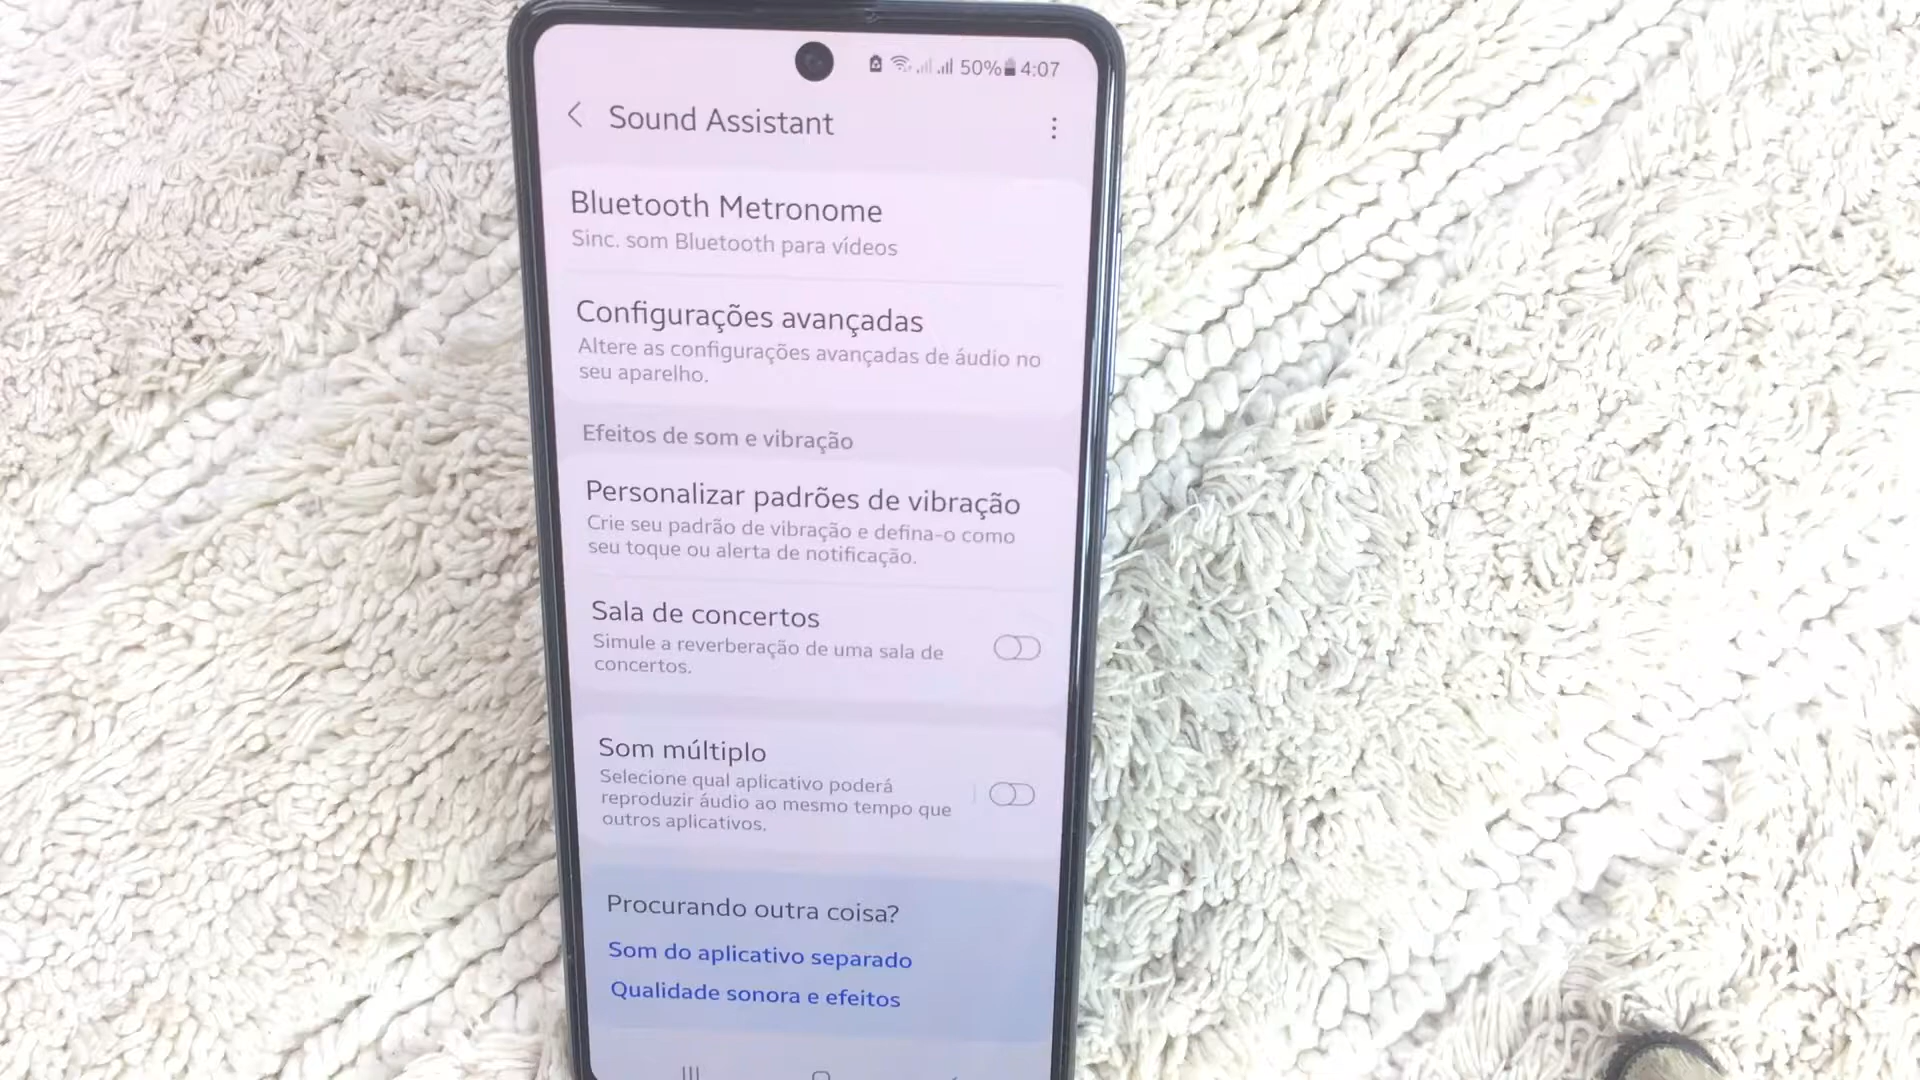 50% 4:07
Sound Assistant
Bluetooth Metronome
Sinc. som Bluetooth para vídeos
Configurações avançadas
Altere as configurações avançadas de áudio no
seu aparelho.
Efeitos de som e vibração
Personalizar padrões de vibração
Crie seu padrão de vibração e defina-o como
seu toque ou alerta de notificação.
Sala de concertos
Simule a reverberação de uma sala de
concertos.
Som múltiplo
Selecione qual aplicativo poderá
reproduzir áudio ao mesmo tempo que
outros aplicativos.
Procurando outra coisa?
Som do aplicativo separado
Qualidade sonora e efeitos